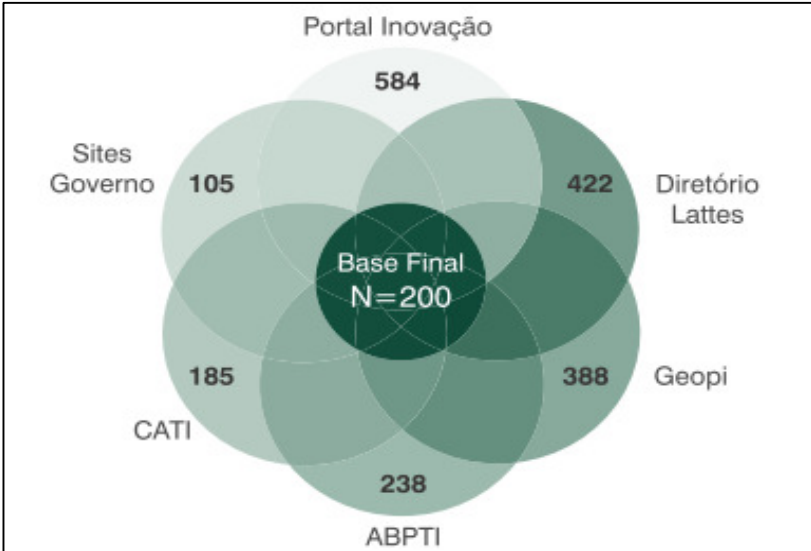 Portal Inovação
584
Sites
Governo
105
422
Diretório
Lattes
Base Final
N=200
185
CATI
388
Geopi
238
ABPTI